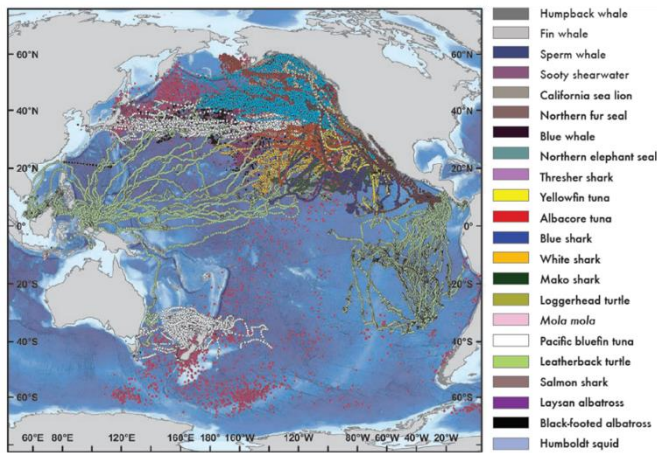 Humpback whale
Fin whale
Sperm whale
Sooty shearwater
California sea lion
Northern fur seal
Blue whale
Northern elephant seal
Thresher shark
Yellowfin tuna
Albacore tuna
Blue shark
White shark
Mako shark
Loggerhead turtle
Mola mola
Pacific bluefin tuna
Leatherback turtle
Salmon shark
Laysan albatross
Black-footed albatross
Humboldt squid
60°N 60°N
40°N 40°N
20°N 20°N
0° 0°
20°S 20°S
40°S 40°S
60°S 60°S
60°E 80°E 120°E 160°E 180°W 120°W 80°W 60°W 40°W 20°W